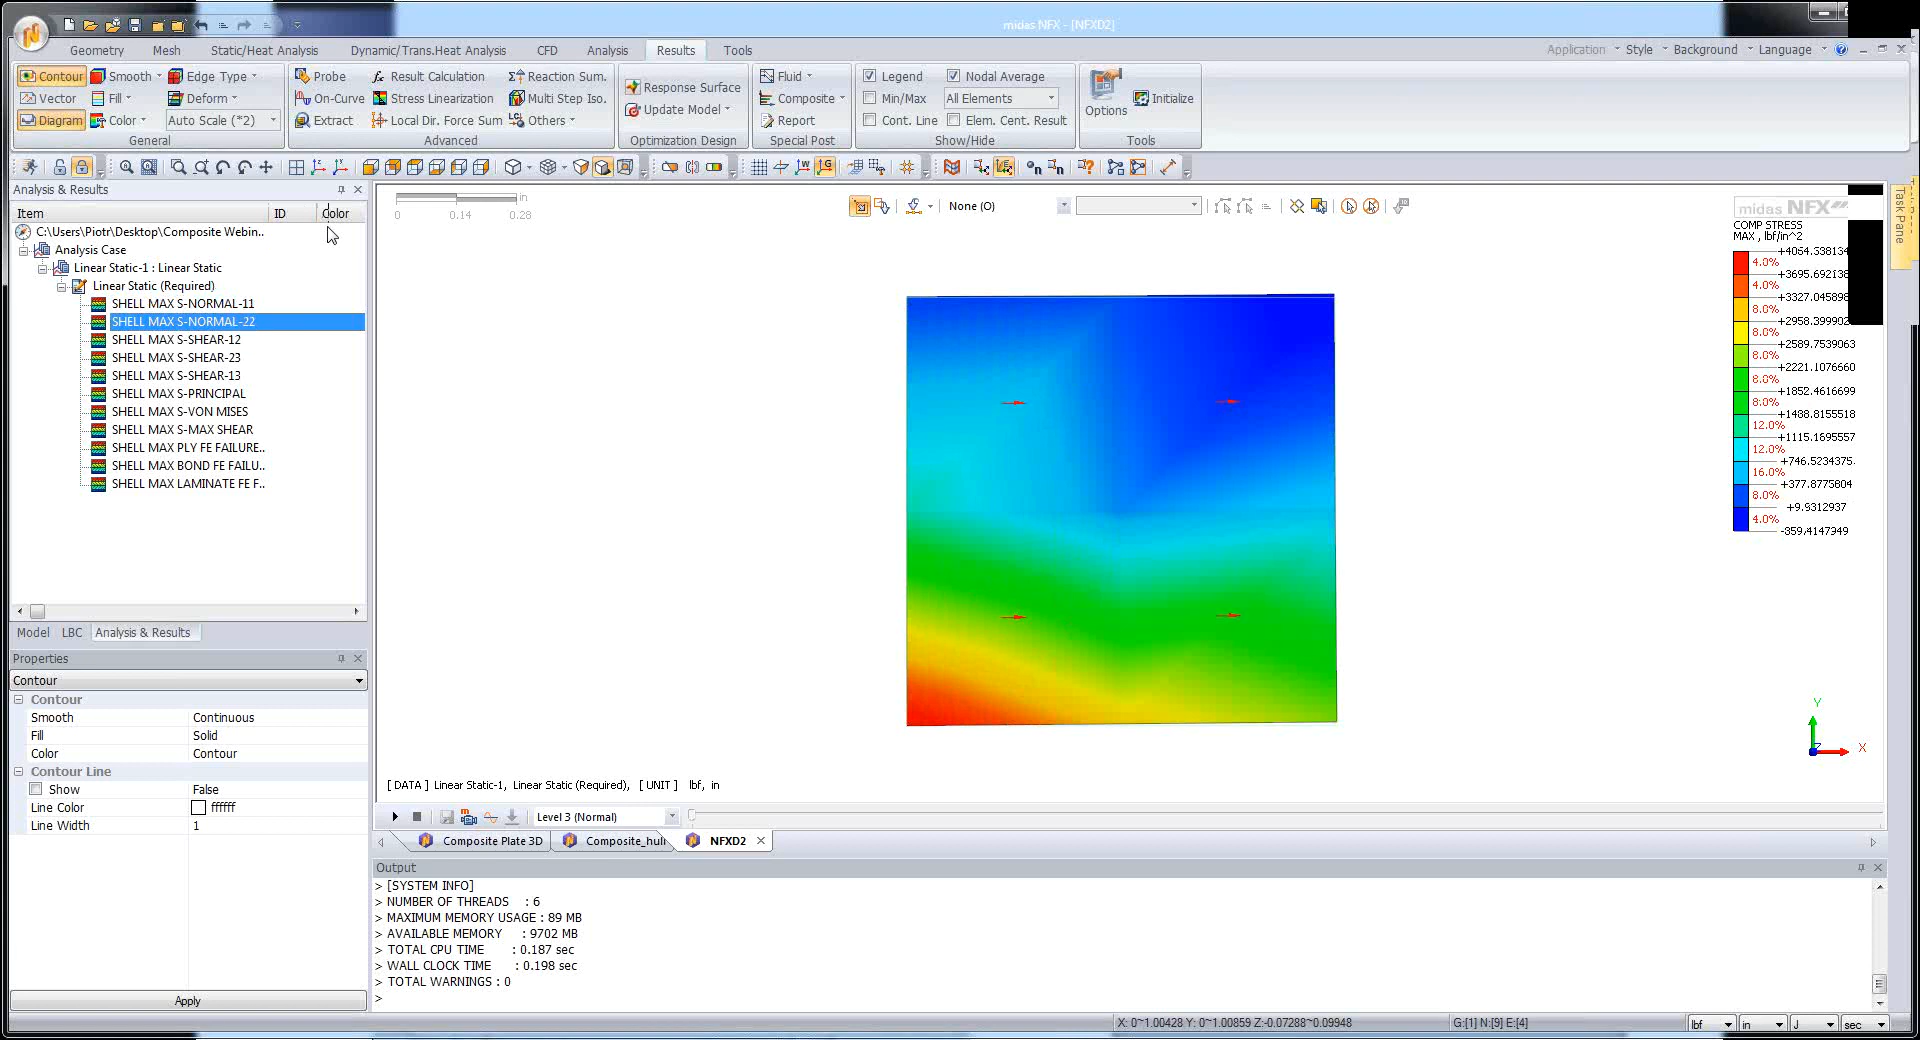 midas NFX - [NFXD2]
Geometry Mesh Static/Heat Analysis Dynamic/Trans.Heat Analysis CFD Analysis Results Tools
Application Style Background Language
Contour Smooth Edge Type Probe Result Calculation Reaction Sum. Response Surface Fluid Legend Nodal Average
Vector Fill Deform On-Curve Stress Linearization Multi Step Iso. Update Model Composite Min/Max All Elements Options Initialize
Diagram Color Auto Scale (*2) Extract Local Dir. Force Sum Others Report Cont. Line Elem. Cent. Result
General Advanced Optimization Design Special Post Show/Hide Tools
Analysis & Results
Item ID Color
C:\Users\Piotr\Desktop\Composite Webin..
Analysis Case
Linear Static-1 : Linear Static
Linear Static (Required)
SHELL MAX S-NORMAL-11
SHELL MAX S-NORMAL-22
SHELL MAX S-SHEAR-12
SHELL MAX S-SHEAR-23
SHELL MAX S-SHEAR-13
SHELL MAX S-PRINCIPAL
SHELL MAX S-VON MISES
SHELL MAX S-MAX SHEAR
SHELL MAX PLY FE FAILURE..
SHELL MAX BOND FE FAILU..
SHELL MAX LAMINATE FE F..
Model LBC Analysis & Results
Properties
Contour
Contour
Smooth Continuous
Fill Solid
Color Contour
Contour Line
Show False
Line Color ffffff
Line Width 1
Apply
in
0 0.14 0.28
None (O)
midas NFX
Task Pane
COMP STRESS
MAX , lbf/in^2
+4064.338134
4.0%
+3695.692138
4.0%
+3327.045898
8.0%
+2958.399902
8.0%
+2589.7539063
8.0%
+2221.1076660
8.0%
+1852.4616699
8.0%
+1488.8155518
12.0%
+1115.1695557
12.0%
+746.5234375
16.0%
+377.8775804
8.0%
+9.9312937
4.0%
-359.4147949
Y
Z
X
[ DATA ] Linear Static-1, Linear Static (Required), [ UNIT ] lbf, in
Level 3 (Normal)
Composite Plate 3D Composite_hull NFXD2
Output
> [SYSTEM INFO]
> NUMBER OF THREADS : 6
> MAXIMUM MEMORY USAGE : 89 MB
> AVAILABLE MEMORY : 9702 MB
> TOTAL CPU TIME : 0.187 sec
> WALL CLOCK TIME : 0.198 sec
> TOTAL WARNINGS : 0
>
X: 0~1.00428 Y: 0~1.00859 Z:-0.07288~0.09948 G:[1] N:[9] E:[4] lbf in J sec